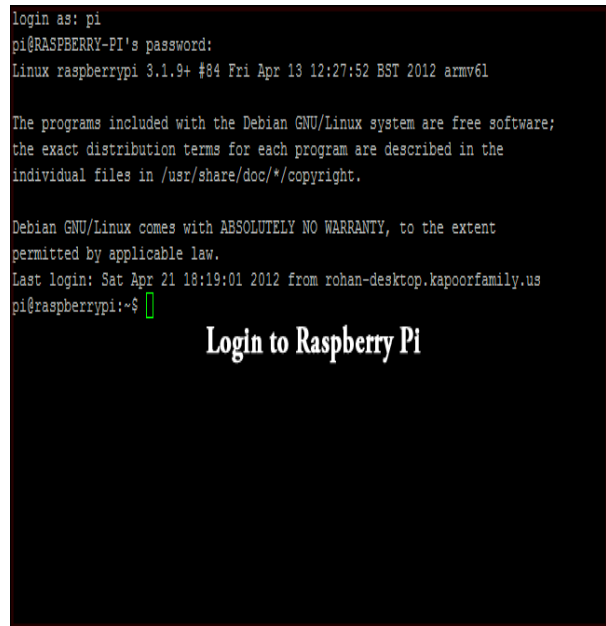 login as: pi
pi@RASPBERRY-PI's password:
Linux raspberrypi 3.1.9+ #84 Fri Apr 13 12:27:52 BST 2012 armv6l
The programs included with the Debian GNU/Linux system are free software;
the exact distribution terms for each program are described in the
individual files in /usr/share/doc/*/copyright.
Debian GNU/Linux comes with ABSOLUTELY NO WARRANTY, to the extent
permitted by applicable law.
Last login: Sat Apr 21 18:19:01 2012 from rohan-desktop.kapoorfamily.us
pi@raspberrypi:~$
Login to Raspberry Pi